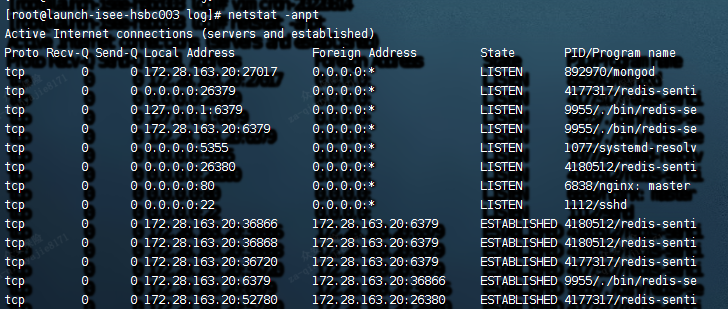 [root@launch-isee-hsbc003 log]# netstat -anpt
Active Internet connections (servers and established)
Proto Recv-Q Send-Q Local Address           Foreign Address         State       PID/Program name
tcp        0      0 172.28.163.20:27017     0.0.0.0:*               LISTEN      892970/mongod
tcp        0      0 0.0.0.0:26379           0.0.0.0:*               LISTEN      4177317/redis-senti
tcp        0      0 127.0.0.1:6379          0.0.0.0:*               LISTEN      9955/./bin/redis-se
tcp        0      0 172.28.163.20:6379      0.0.0.0:*               LISTEN      9955/./bin/redis-se
tcp        0      0 0.0.0.0:5355            0.0.0.0:*               LISTEN      1077/systemd-resolv
tcp        0      0 0.0.0.0:26380           0.0.0.0:*               LISTEN      4180512/redis-senti
tcp        0      0 0.0.0.0:80              0.0.0.0:*               LISTEN      6838/nginx: master
tcp        0      0 0.0.0.0:22              0.0.0.0:*               LISTEN      1112/sshd
tcp        0      0 172.28.163.20:36866     172.28.163.20:6379      ESTABLISHED 4180512/redis-senti
tcp        0      0 172.28.163.20:36868     172.28.163.20:6379      ESTABLISHED 4180512/redis-senti
tcp        0      0 172.28.163.20:36720     172.28.163.20:6379      ESTABLISHED 4177317/redis-senti
tcp        0      0 172.28.163.20:6379      172.28.163.20:36866     ESTABLISHED 9955/./bin/redis-se
tcp        0      0 172.28.163.20:52780     172.28.163.20:26380     ESTABLISHED 4177317/redis-senti